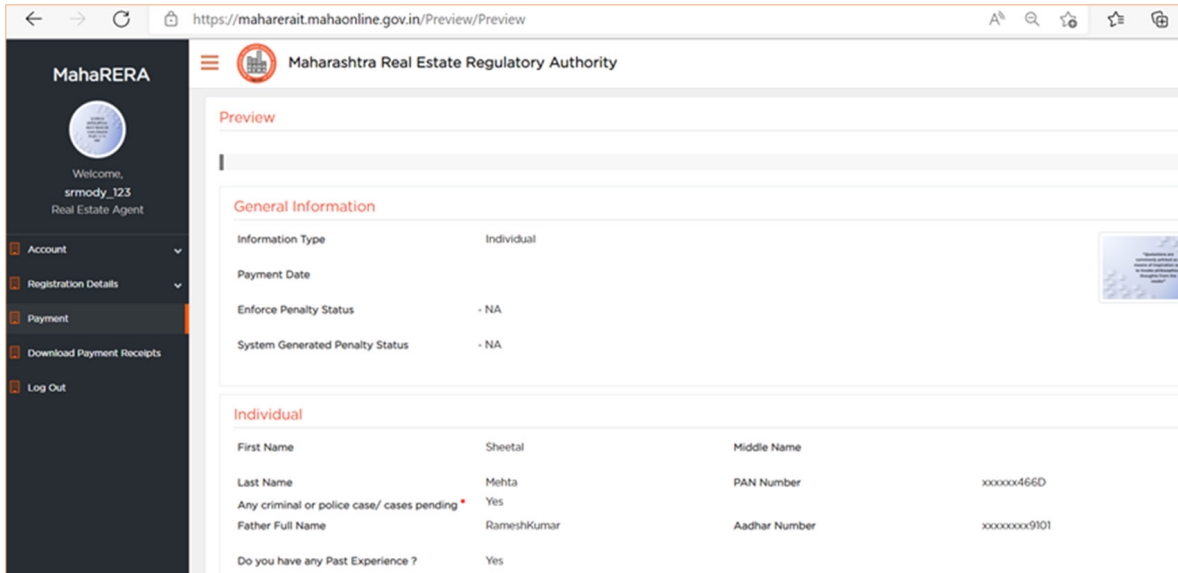 https://maharerait.mahaonline.gov.in/Preview/Preview
MahaRERA
Welcome,
srmody_123
Real Estate Agent
Account
Registration Details
Payment
Download Payment Receipts
Log Out
Maharashtra Real Estate Regulatory Authority
Preview
General Information
Information Type Individual
Payment Date
Enforce Penalty Status - NA
System Generated Penalty Status - NA
Individual
First Name Sheetal Middle Name
Last Name Mehta PAN Number xxxxxx466D
Any criminal or police case/ cases pending * Yes
Father Full Name RameshKumar Aadhar Number xxxxxxxx9101
Do you have any Past Experience ? Yes